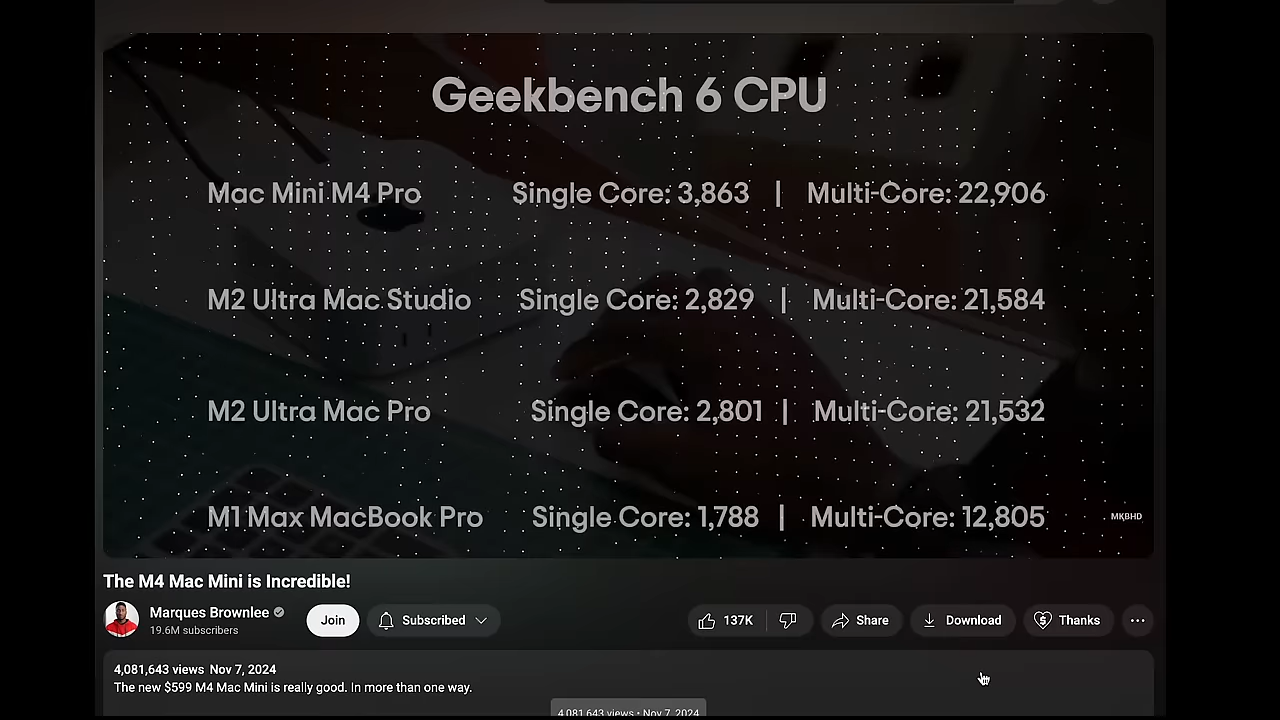 Geekbench 6 CPU
Mac Mini M4 Pro Single Core: 3,863 | Multi-Core: 22,906
M2 Ultra Mac Studio Single Core: 2,829 | Multi-Core: 21,584
M2 Ultra Mac Pro Single Core: 2,801 | Multi-Core: 21,532
M1 Max MacBook Pro Single Core: 1,788 | Multi-Core: 12,805
MKBHD
The M4 Mac Mini is Incredible!
Marques Brownlee
19.6M subscribers
Join
Subscribed
137K
Share
Download
Thanks
4,081,643 views Nov 7, 2024
The new $599 M4 Mac Mini is really good. In more than one way.
4,081,643 views • Nov 7, 2024